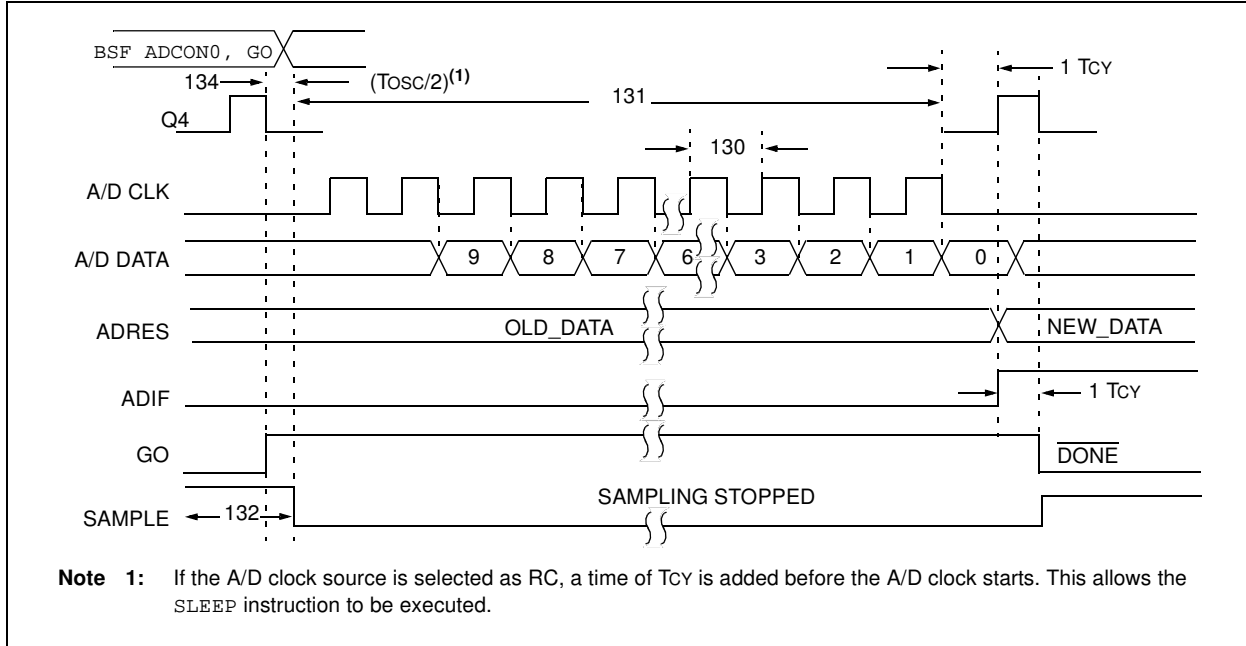 BSF ADCON0, GO
134
(TOSC/2)(1)
131
1 TCY
Q4
130
A/D CLK
A/D DATA
9
8
7
6
3
2
1
0
ADRES
OLD_DATA
NEW_DATA
ADIF
1 TCY
GO
DONE
SAMPLING STOPPED
SAMPLE
132
Note 1: If the A/D clock source is selected as RC, a time of TCY is added before the A/D clock starts. This allows the
SLEEP instruction to be executed.